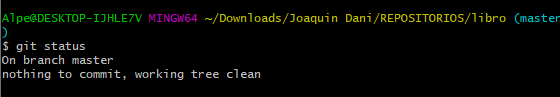 Alpe@DESKTOP-IJHLE7V MINGW64 ~/Downloads/Joaquin Dani/REPOSITORIOS/libro (master
)
$ git status
On branch master
nothing to commit, working tree clean